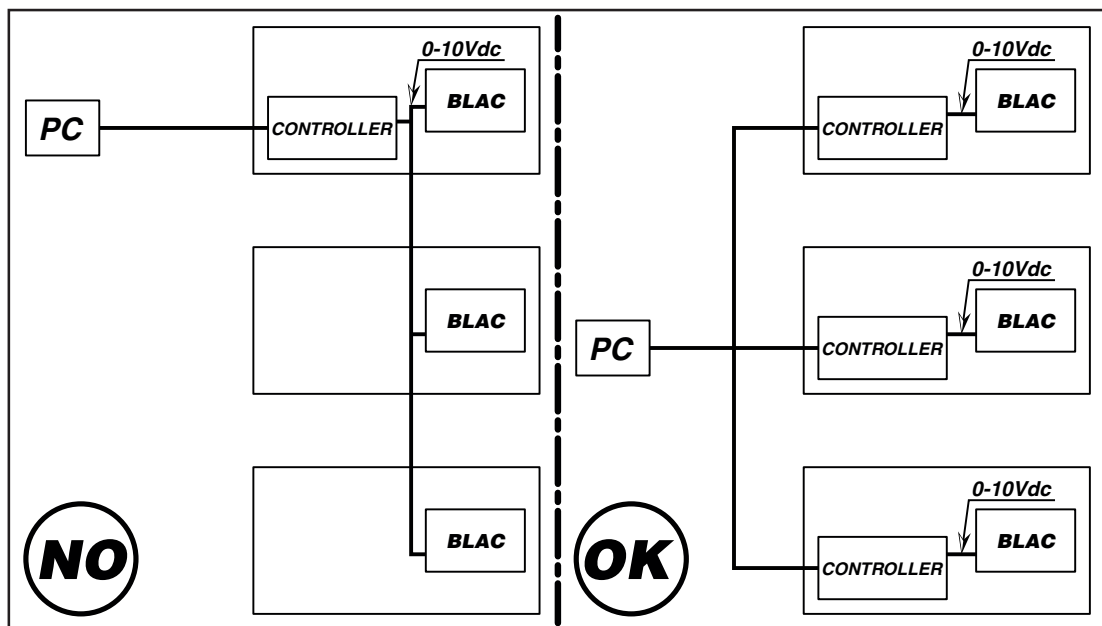 0-10Vdc
BLAC
CONTROLLER
PC
BLAC
BLAC
NO
0-10Vdc
BLAC
CONTROLLER
0-10Vdc
BLAC
CONTROLLER
PC
0-10Vdc
BLAC
CONTROLLER
OK